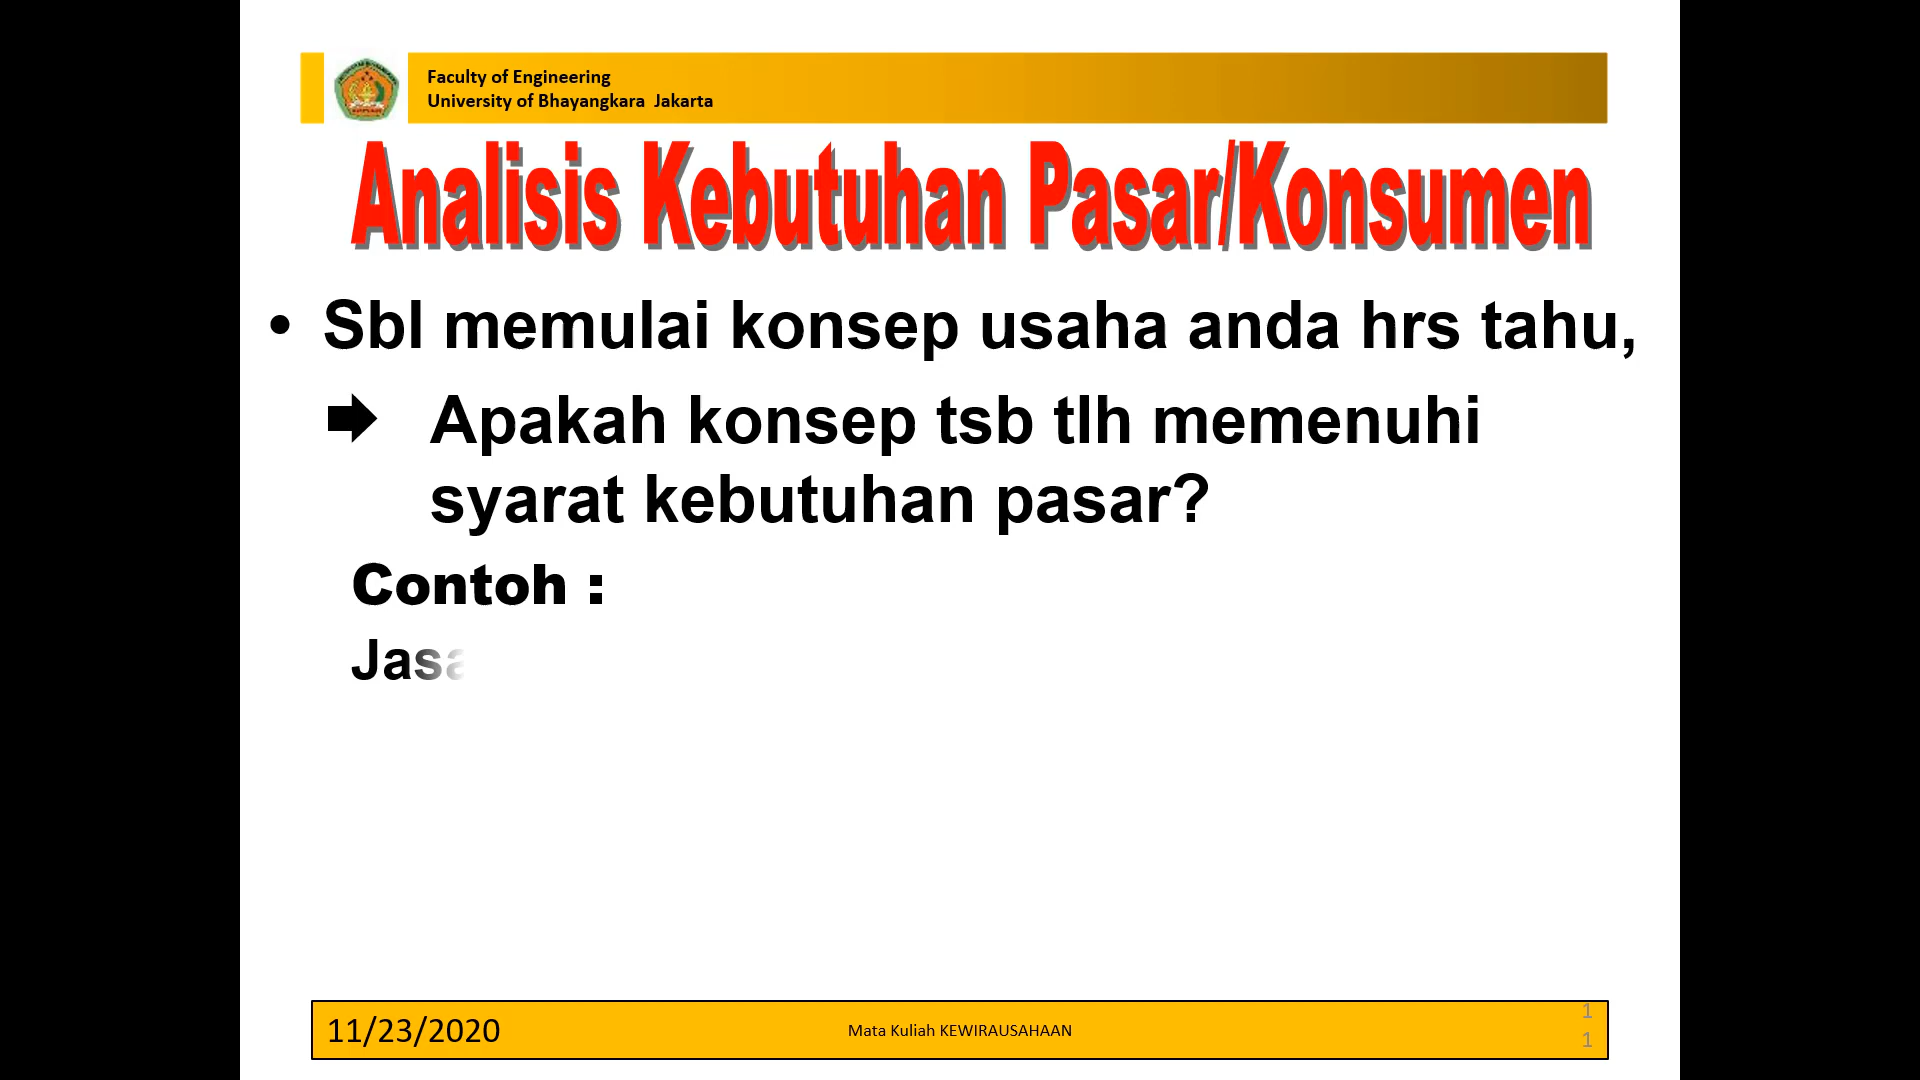 Faculty of Engineering
University of Bhayangkara Jakarta
Analisis Kebutuhan Pasar/Konsumen
• Sbl memulai konsep usaha anda hrs tahu,
🡆 Apakah konsep tsb tlh memenuhi
syarat kebutuhan pasar?
Contoh :
Jasa
11/23/2020
Mata Kuliah KEWIRAUSAHAAN
1
1